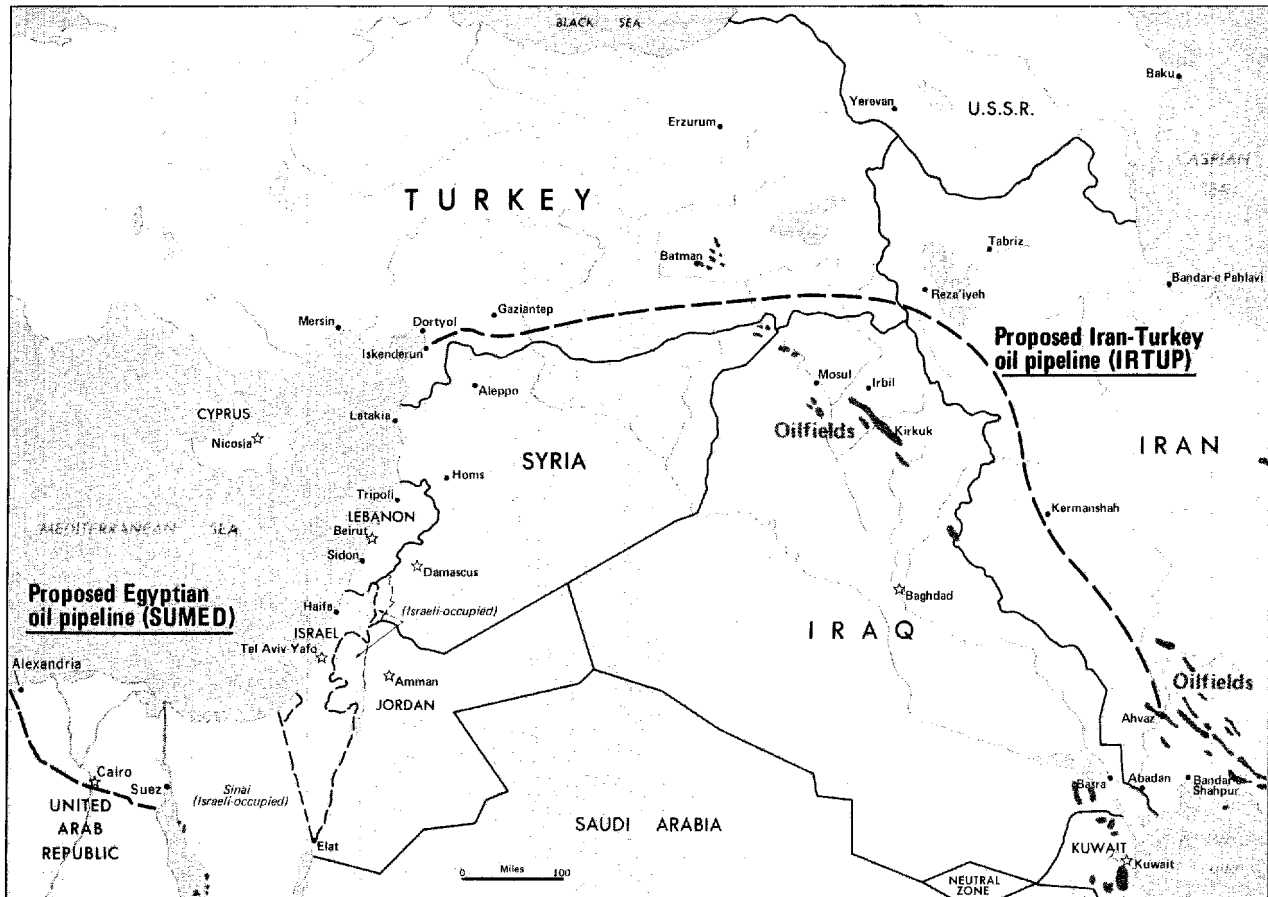 BLACK SEA
Baku
Yerevan
U.S.S.R.
Erzurum
CASPIAN
SEA
TURKEY
Tabriz
Batman
Bandar-e Pahlavi
Reza'iyeh
Gaziantep
Mersin
Dortyol
Iskenderun
Proposed Iran-Turkey
oil pipeline (IRTUP)
Mosul
Irbil
Aleppo
CYPRUS
Latakia
Nicosia
Oilfields
Kirkuk
IRAN
SYRIA
Homs
Tripoli
LEBANON
Kermanshah
MEDITERRANEAN SEA
Beirut
Sidon
Damascus
Proposed Egyptian
oil pipeline (SUMED)
Baghdad
Haifa
(Israeli-occupied)
ISRAEL
IRAQ
Tel Aviv-Yafo
Alexandria
Amman
Oilfields
JORDAN
Ahvaz
Cairo
Suez
Sinai
(Israeli-occupied)
Basra
Abadan
Bandar-e
Shahpur
UNITED
ARAB
REPUBLIC
SAUDI ARABIA
Elat
KUWAIT
Kuwait
Miles
0 100
NEUTRAL
ZONE